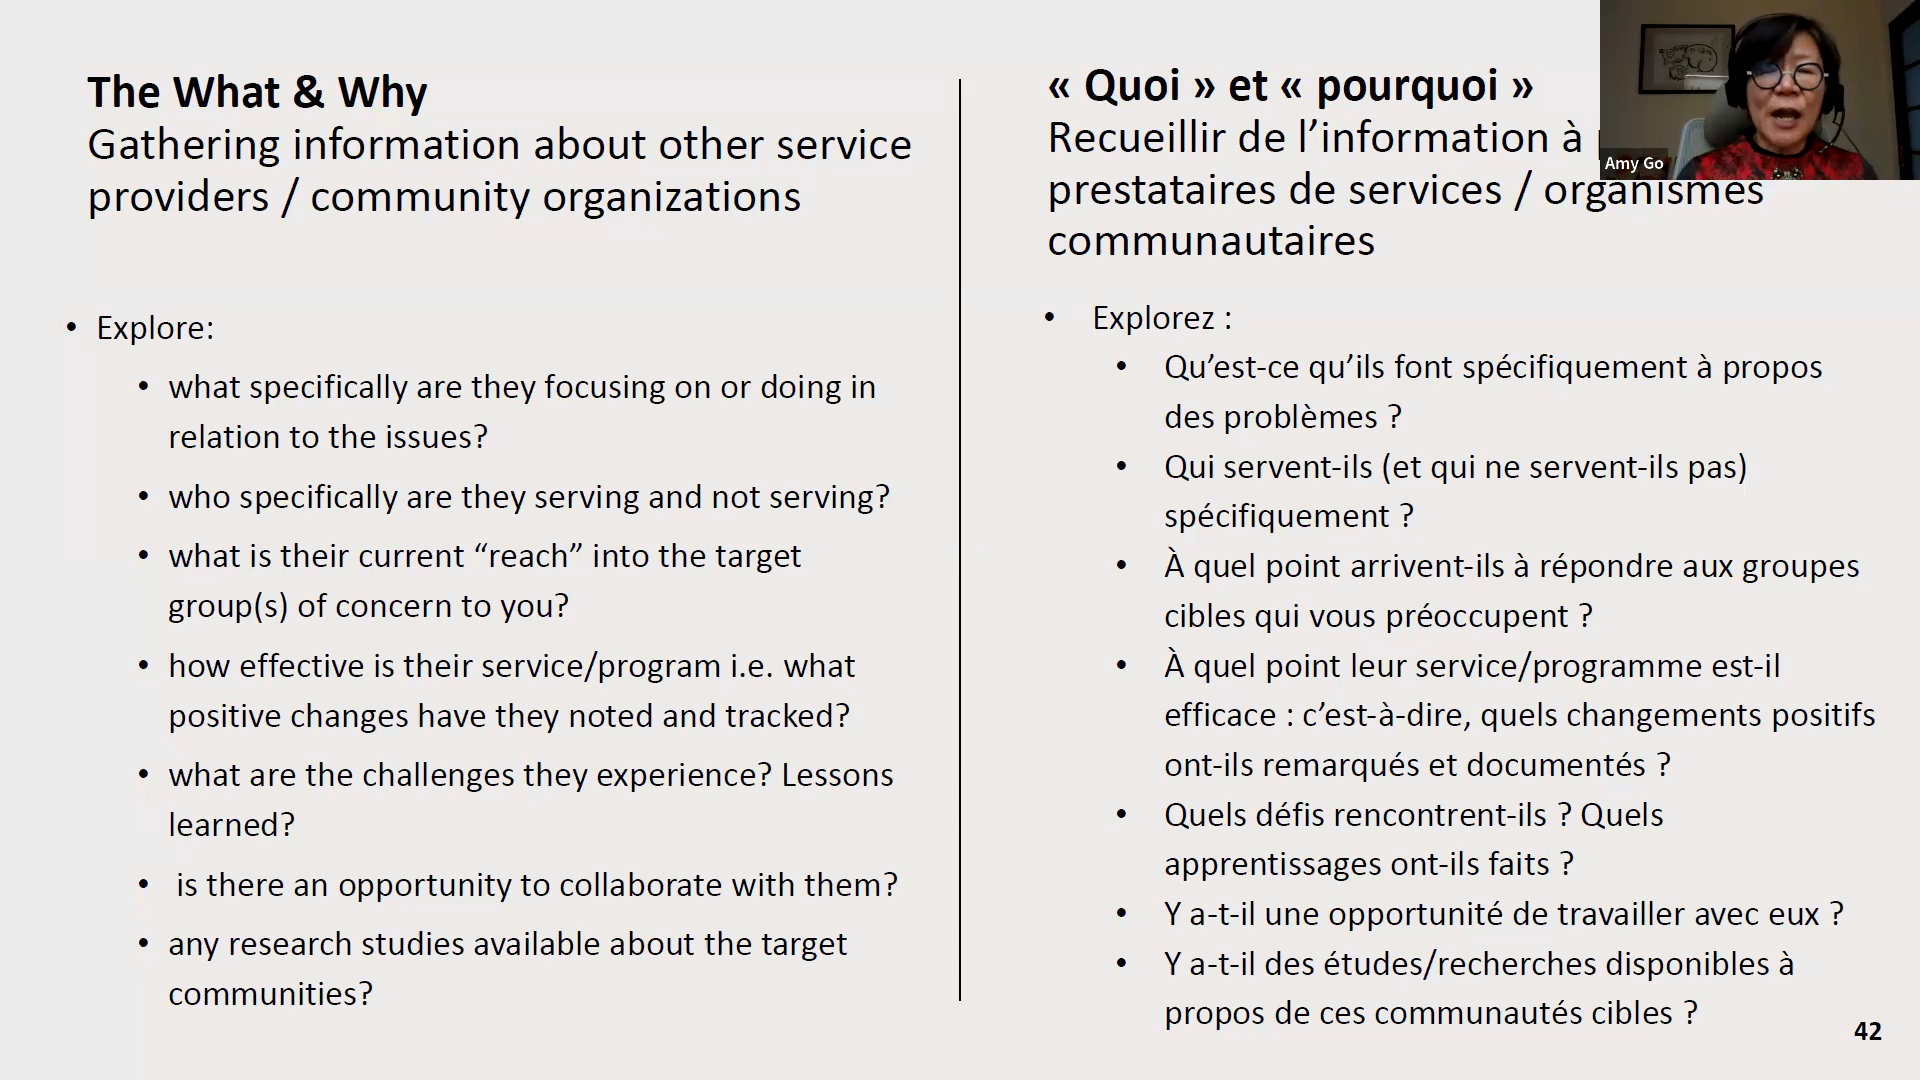 The What & Why
Gathering information about other service
providers / community organizations
• Explore:
• what specifically are they focusing on or doing in
relation to the issues?
• who specifically are they serving and not serving?
• what is their current “reach” into the target
group(s) of concern to you?
• how effective is their service/program i.e. what
positive changes have they noted and tracked?
• what are the challenges they experience? Lessons
learned?
• is there an opportunity to collaborate with them?
• any research studies available about the target
communities?
« Quoi » et « pourquoi »
Recueillir de l’information à
prestataires de services / organismes
communautaires
• Explorez :
• Qu’est-ce qu’ils font spécifiquement à propos
des problèmes ?
• Qui servent-ils (et qui ne servent-ils pas)
spécifiquement ?
• À quel point arrivent-ils à répondre aux groupes
cibles qui vous préoccupent ?
• À quel point leur service/programme est-il
efficace : c’est-à-dire, quels changements positifs
ont-ils remarqués et documentés ?
• Quels défis rencontrent-ils ? Quels
apprentissages ont-ils faits ?
• Y a-t-il une opportunité de travailler avec eux ?
• Y a-t-il des études/recherches disponibles à
propos de ces communautés cibles ?
42
Amy Go